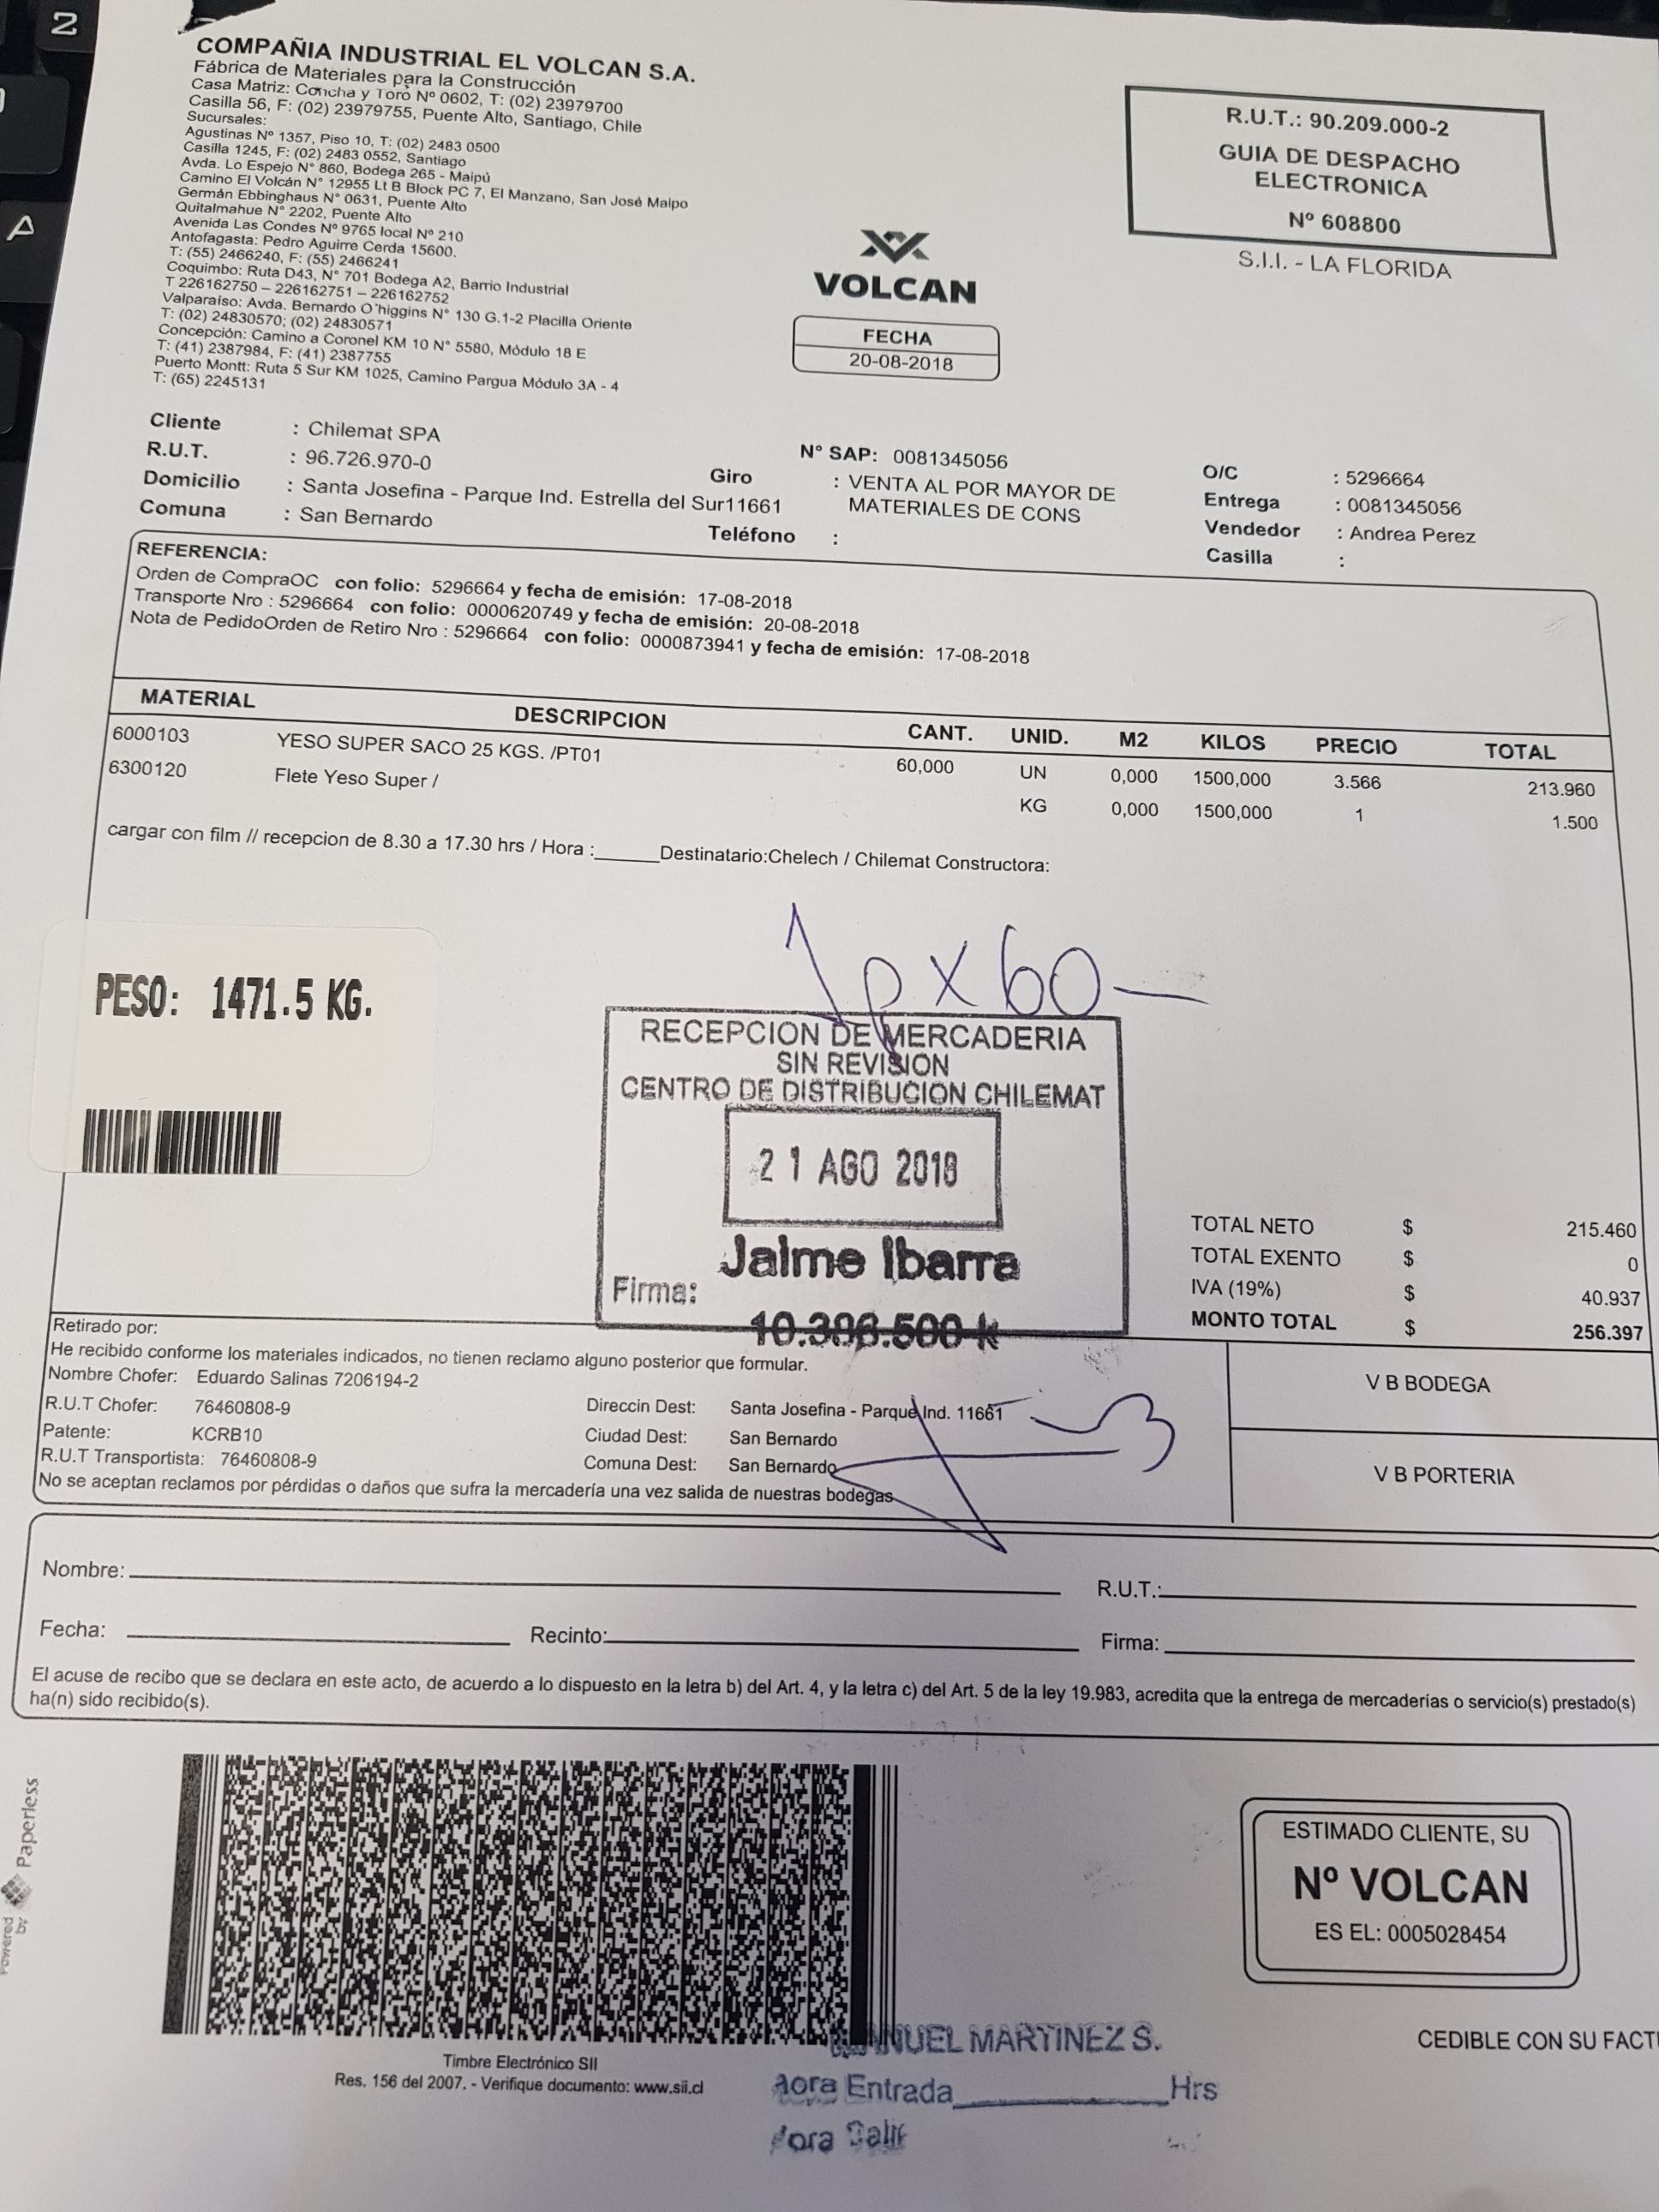 COMPAÑIA INDUSTRIAL EL VOLCAN S.A.
Fábrica de Materiales para la Construcción
Casa Matriz: Concha y Toro Nº 0602, T: (02) 23979700
Casilla 56, F: (02) 23979755, Puente Alto, Santiago, Chile
Sucursales:
Agustinas Nº 1357, Piso 10, T: (02) 2483 0500
Casilla 1245, F: (02) 2483 0552, Santiago
Avda. Lo Espejo N° 860, Bodega 265 - Maipú
Camino El Volcán N° 12955 Lt B Block PC 7, El Manzano, San José Maipo
Germán Ebbinghaus N° 0631, Puente Alto
Quitalmahue N° 2202, Puente Alto
Avenida Las Condes Nº 9765 local Nº 210
Antofagasta: Pedro Aguirre Cerda 15600.
T: (55) 2466240, F: (55) 2466241
Coquimbo: Ruta D43, N° 701 Bodega A2, Barrio Industrial
T 226162750 – 226162751 – 226162752
Valparaíso: Avda. Bernardo O´higgins N° 130 G.1-2 Placilla Oriente
T: (02) 24830570; (02) 24830571
Concepción: Camino a Coronel KM 10 N° 5580, Módulo 18 E
T: (41) 2387984, F: (41) 2387755
Puerto Montt: Ruta 5 Sur KM 1025, Camino Pargua Módulo 3A - 4
T: (65) 2245131
R.U.T.: 90.209.000-2
GUIA DE DESPACHO
ELECTRONICA
Nº 608800
S.I.I. - LA FLORIDA
VOLCAN
FECHA
20-08-2018
Cliente : Chilemat SPA
R.U.T. : 96.726.970-0
Domicilio : Santa Josefina - Parque Ind. Estrella del Sur11661
Comuna : San Bernardo
N° SAP: 0081345056
Giro : VENTA AL POR MAYOR DE
MATERIALES DE CONS
Teléfono :
O/C : 5296664
Entrega : 0081345056
Vendedor : Andrea Perez
Casilla :
REFERENCIA:
Orden de CompraOC con folio: 5296664 y fecha de emisión: 17-08-2018
Transporte Nro : 5296664 con folio: 0000620749 y fecha de emisión: 20-08-2018
Nota de PedidoOrden de Retiro Nro : 5296664 con folio: 0000873941 y fecha de emisión: 17-08-2018
MATERIAL DESCRIPCION CANT. UNID. M2 KILOS PRECIO TOTAL
6000103 YESO SUPER SACO 25 KGS. /PT01 60,000 UN 0,000 1500,000 3.566 213.960
6300120 Flete Yeso Super / KG 0,000 1500,000 1 1.500
cargar con film // recepcion de 8.30 a 17.30 hrs / Hora :______Destinatario:Chelech / Chilemat Constructora:
1p x 60
PESO: 1471.5 KG.
RECEPCION DE MERCADERIA
SIN REVISION
CENTRO DE DISTRIBUCION CHILEMAT
21 AGO 2018
Jaime Ibarra
Firma:
10.396.500-k
TOTAL NETO $ 215.460
TOTAL EXENTO $ 0
IVA (19%) $ 40.937
MONTO TOTAL $ 256.397
Retirado por:
He recibido conforme los materiales indicados, no tienen reclamo alguno posterior que formular.
Nombre Chofer: Eduardo Salinas 7206194-2
R.U.T Chofer: 76460808-9
Patente: KCRB10
R.U.T Transportista: 76460808-9
Direccin Dest: Santa Josefina - Parque Ind. 11661
Ciudad Dest: San Bernardo
Comuna Dest: San Bernardo
No se aceptan reclamos por pérdidas o daños que sufra la mercadería una vez salida de nuestras bodegas
V B BODEGA
V B PORTERIA
Nombre: R.U.T.:
Fecha: Recinto: Firma:
El acuse de recibo que se declara en este acto, de acuerdo a lo dispuesto en la letra b) del Art. 4, y la letra c) del Art. 5 de la ley 19.983, acredita que la entrega de mercaderías o servicio(s) prestado(s)
ha(n) sido recibido(s).
Powered by Paperless
Timbre Electrónico SII
Res. 156 del 2007. - Verifique documento: www.sii.cl
ESTIMADO CLIENTE, SU
Nº VOLCAN
ES EL: 0005028454
MARTINEZ S.
Entrada Hrs
CEDIBLE CON SU FACT
Z
A